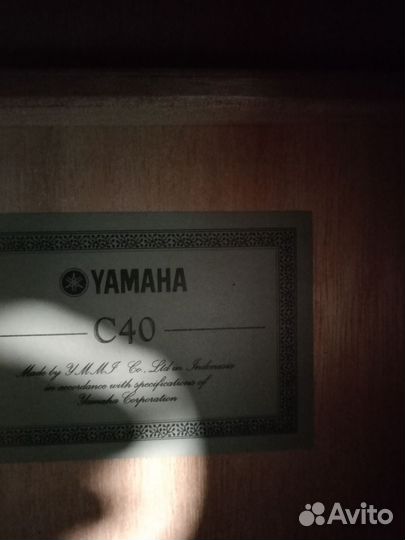 YAMAHA
C40
Made by Y.M.M.I Co., Ltd in Indonesia
in accordance with specifications of
Yamaha Corporation
Avito